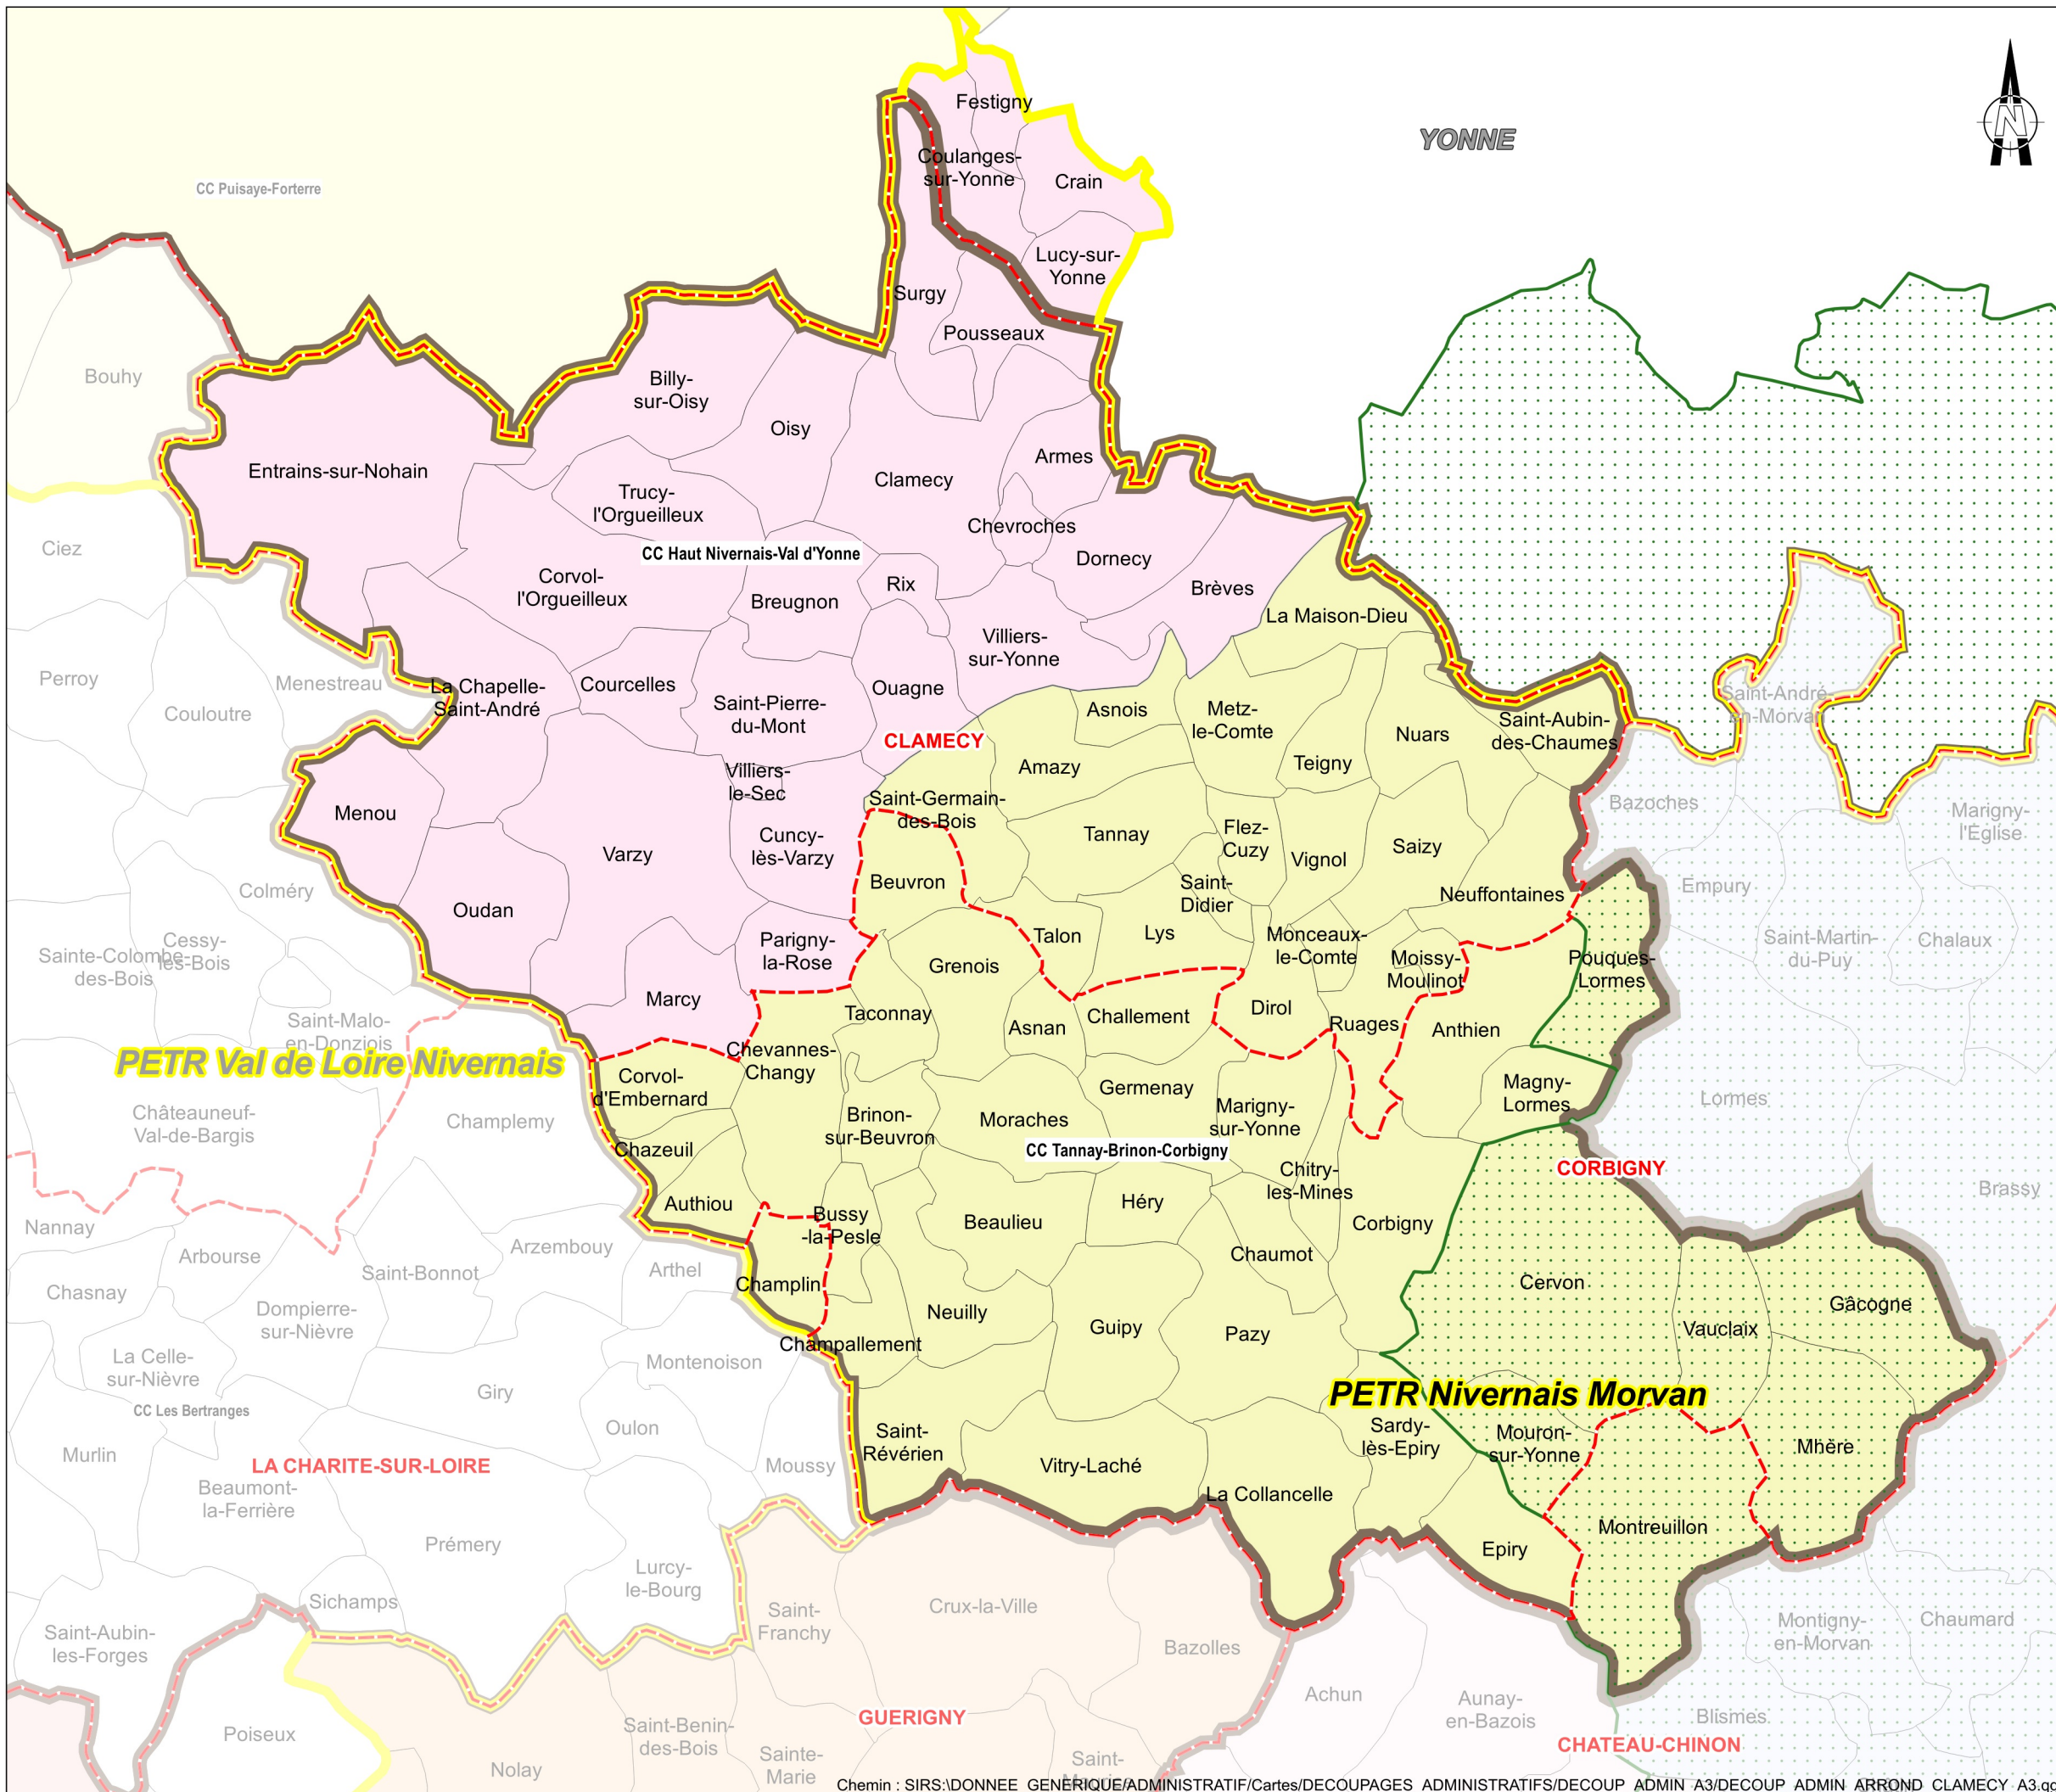 Festigny
YONNE
N
Coulanges-
sur-Yonne
Crain
CC Puisaye-Forterre
Lucy-sur-
Yonne
Surgy
Pousseaux
Bouhy
Billy-
sur-Oisy
Oisy
Armes
Entrains-sur-Nohain
Clamecy
Trucy-
l'Orgueilleux
Chevroches
Ciez
CC Haut Nivernais-Val d'Yonne
Dornecy
Corvol-
l'Orgueilleux
Rix
Brèves
Breugnon
La Maison-Dieu
Villiers-
sur-Yonne
Perroy
Menestreau
La Chapelle-
Saint-André
Courcelles
Ouagne
Saint-André-
en-Morvan
Couloutre
Saint-Pierre-
du-Mont
Asnois
Metz-
le-Comte
Saint-Aubin-
des-Chaumes
CLAMECY
Nuars
Amazy
Teigny
Villiers-
le-Sec
Saint-Germain-
des-Bois
Bazoches
Marigny-
l'Eglise
Menou
Tannay
Flez-
Cuzy
Cuncy-
lès-Varzy
Varzy
Vignol
Saizy
Colméry
Beuvron
Saint-
Didier
Neuffontaines
Empury
Oudan
Cessy-
les-Bois
Sainte-Colombe-
des-Bois
Parigny-
la-Rose
Talon
Lys
Monceaux-
le-Comte
Saint-Martin-
du-Puy
Chalaux
Grenois
Moissy-
Moulinot
Pouques-
Lormes
Marcy
Taconnay
Asnan
Challement
Dirol
Ruages
Anthien
Saint-Malo-
en-Donziois
PETR Val de Loire Nivernais
Chevannes-
Changy
Corvol-
d'Embernard
Germenay
Magny-
Lormes
Lormes
Châteauneuf-
Val-de-Bargis
Champlemy
Brinon-
sur-Beuvron
Moraches
Marigny-
sur-Yonne
Chazeuil
CC Tannay-Brinon-Corbigny
CORBIGNY
Chitry-
les-Mines
Brassy
Authiou
Héry
Nannay
Bussy
-la-Pesle
Beaulieu
Corbigny
Arbourse
Arzembouy
Chaumot
Saint-Bonnot
Arthel
Champlin
Cervon
Chasnay
Gâcogne
Dompierre-
sur-Nièvre
Neuilly
Guipy
Pazy
Vauclaix
Champallement
La Celle-
sur-Nièvre
Montenoison
Giry
PETR Nivernais Morvan
CC Les Bertranges
Oulon
Saint-
Révérien
Sardy-
lès-Epiry
Mouron-
sur-Yonne
Mhère
Murlin
LA CHARITE-SUR-LOIRE
Moussy
Vitry-Laché
Beaumont-
la-Ferrière
La Collancelle
Montreuillon
Prémery
Epiry
Lurcy-
le-Bourg
Sichamps
Saint-
Franchy
Crux-la-Ville
Saint-Aubin-
les-Forges
Bazolles
Montigny-
en-Morvan
Chaumard
Achun
Aunay-
en-Bazois
Blismes
GUERIGNY
Poiseux
Saint-Benin-
des-Bois
CHATEAU-CHINON
Nolay
Sainte-
Marie
Saint-
Chemin : SIRS:\DONNEE_GENERIQUE/ADMINISTRATIF/Cartes/DECOUPAGES_ADMINISTRATIFS/DECOUP_ADMIN_A3/DECOUP_ADMIN_ARROND_CLAMECY_A3.qg